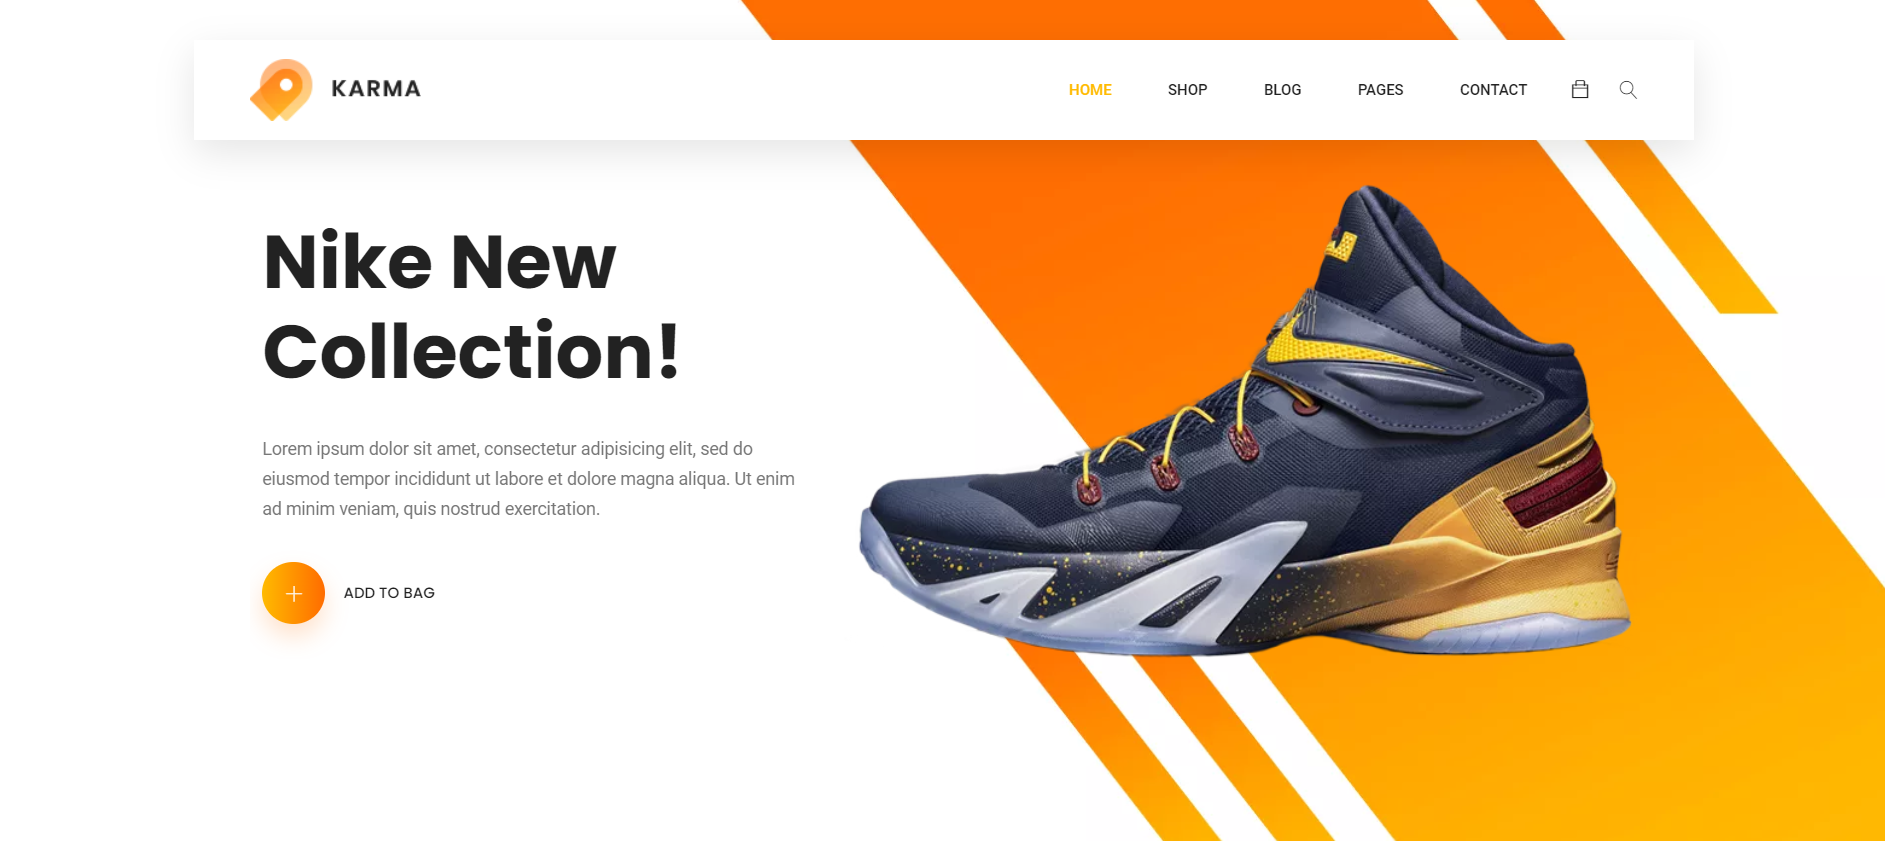 KARMA
HOME SHOP BLOG PAGES CONTACT
Nike New
Collection!
Lorem ipsum dolor sit amet, consectetur adipisicing elit, sed do
eiusmod tempor incididunt ut labore et dolore magna aliqua. Ut enim
ad minim veniam, quis nostrud exercitation.
ADD TO BAG